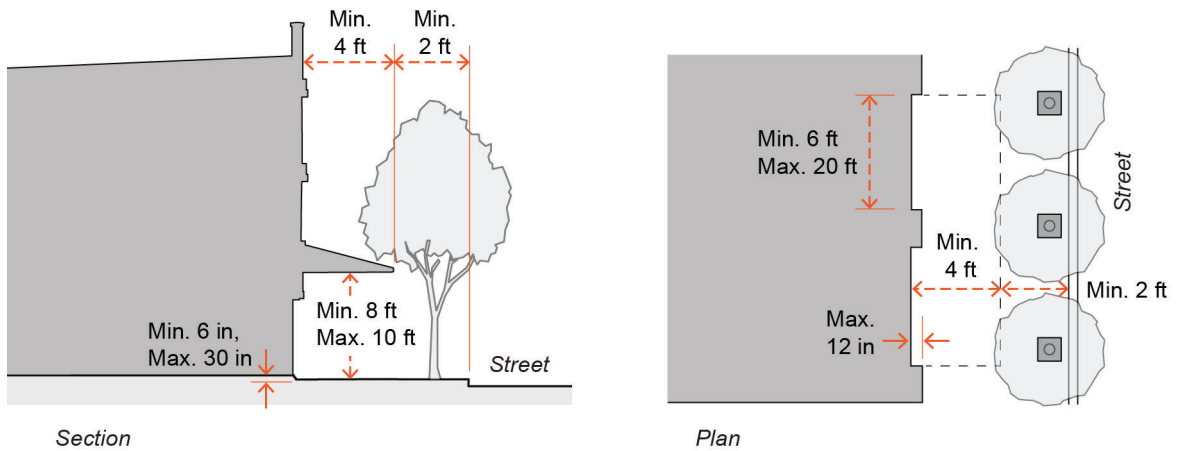 Min.
4 ft
Min.
2 ft
Min. 8 ft
Max. 10 ft
Min. 6 in,
Max. 30 in
Street
Section
Min. 6 ft
Max. 20 ft
Street
Min.
4 ft
Min. 2 ft
Max.
12 in
Plan